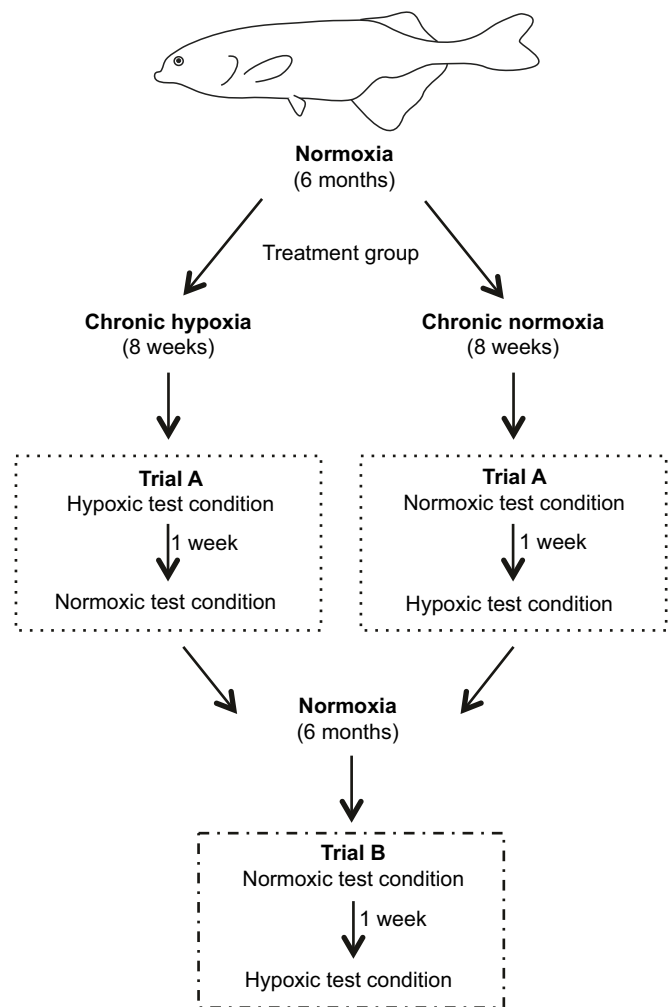 Normoxia
(6 months)
Treatment group
Chronic hypoxia
(8 weeks)
Chronic normoxia
(8 weeks)
Trial A
Hypoxic test condition
1 week
Normoxic test condition
Trial A
Normoxic test condition
1 week
Hypoxic test condition
Normoxia
(6 months)
Trial B
Normoxic test condition
1 week
Hypoxic test condition